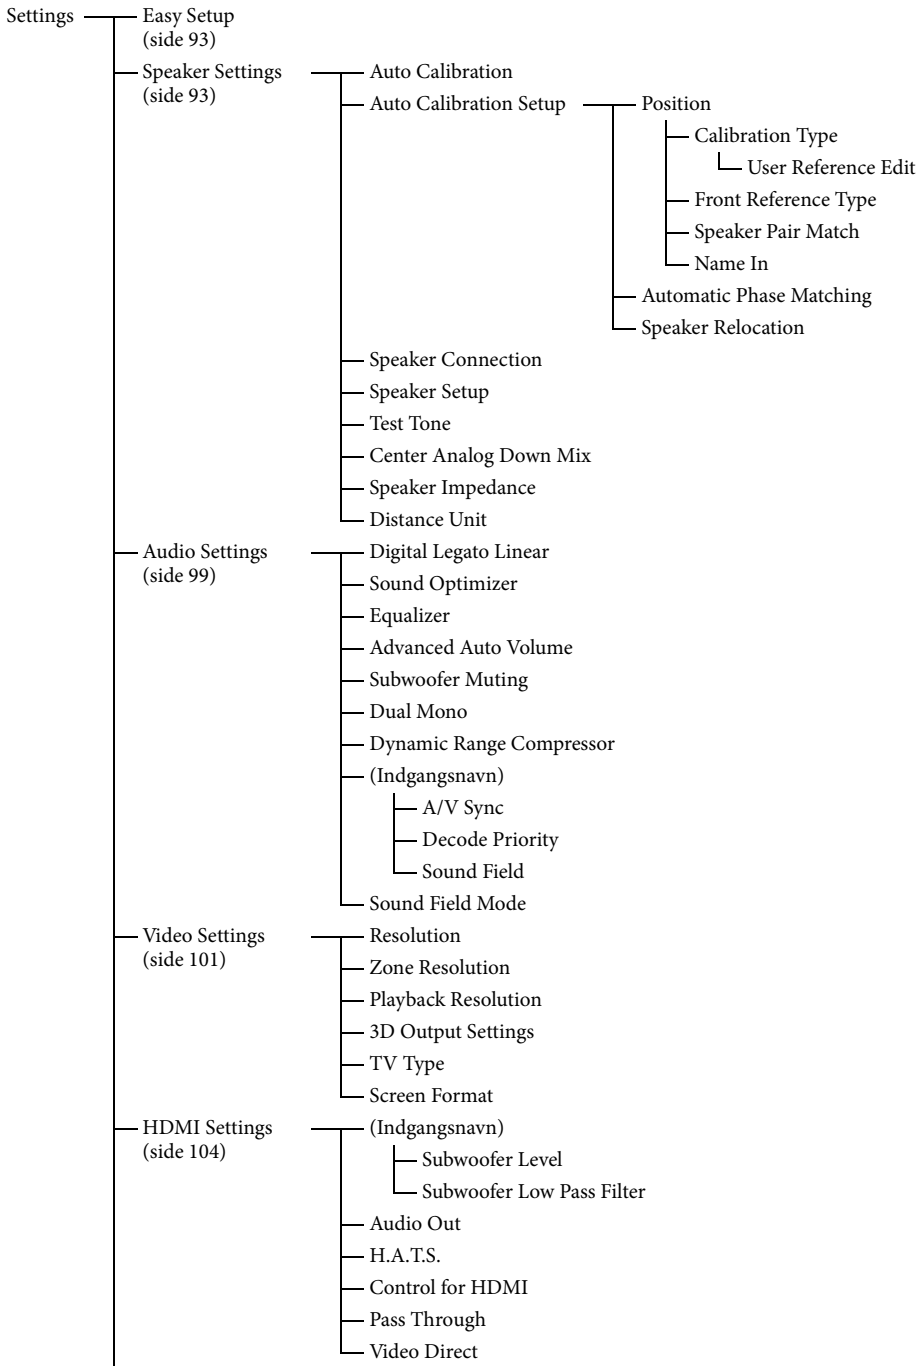 Settings
Easy Setup
(side 93)
Speaker Settings
(side 93)
Auto Calibration
Auto Calibration Setup
Position
Calibration Type
User Reference Edit
Front Reference Type
Speaker Pair Match
Name In
Automatic Phase Matching
Speaker Relocation
Speaker Connection
Speaker Setup
Test Tone
Center Analog Down Mix
Speaker Impedance
Distance Unit
Audio Settings
(side 99)
Digital Legato Linear
Sound Optimizer
Equalizer
Advanced Auto Volume
Subwoofer Muting
Dual Mono
Dynamic Range Compressor
(Indgangsnavn)
A/V Sync
Decode Priority
Sound Field
Sound Field Mode
Video Settings
(side 101)
Resolution
Zone Resolution
Playback Resolution
3D Output Settings
TV Type
Screen Format
HDMI Settings
(side 104)
(Indgangsnavn)
Subwoofer Level
Subwoofer Low Pass Filter
Audio Out
H.A.T.S.
Control for HDMI
Pass Through
Video Direct